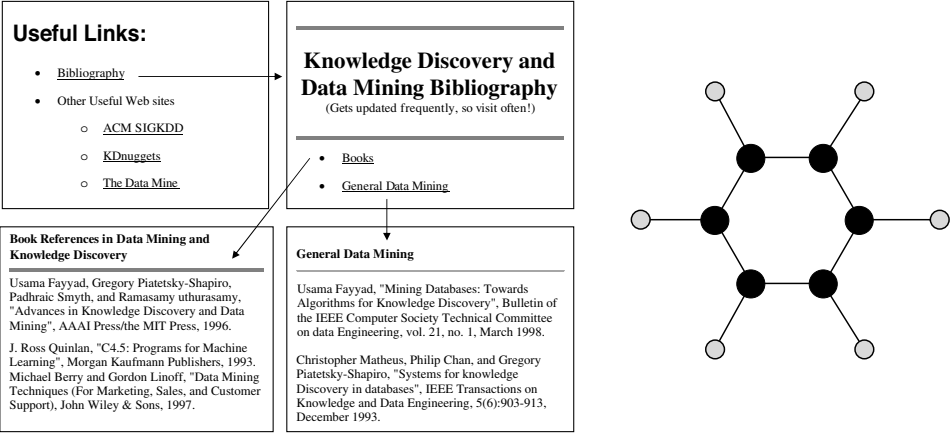 Useful Links:
• Bibliography
• Other Useful Web sites
o ACM SIGKDD
o KDnuggets
o The Data Mine
Knowledge Discovery and
Data Mining Bibliography
(Gets updated frequently, so visit often!)
• Books
• General Data Mining
Book References in Data Mining and
Knowledge Discovery
Usama Fayyad, Gregory Piatetsky-Shapiro,
Padhraic Smyth, and Ramasamy uthurasamy,
"Advances in Knowledge Discovery and Data
Mining", AAAI Press/the MIT Press, 1996.
J. Ross Quinlan, "C4.5: Programs for Machine
Learning", Morgan Kaufmann Publishers, 1993.
Michael Berry and Gordon Linoff, "Data Mining
Techniques (For Marketing, Sales, and Customer
Support), John Wiley & Sons, 1997.
General Data Mining
Usama Fayyad, "Mining Databases: Towards
Algorithms for Knowledge Discovery", Bulletin of
the IEEE Computer Society Technical Committee
on data Engineering, vol. 21, no. 1, March 1998.
Christopher Matheus, Philip Chan, and Gregory
Piatetsky-Shapiro, "Systems for knowledge
Discovery in databases", IEEE Transactions on
Knowledge and Data Engineering, 5(6):903-913,
December 1993.